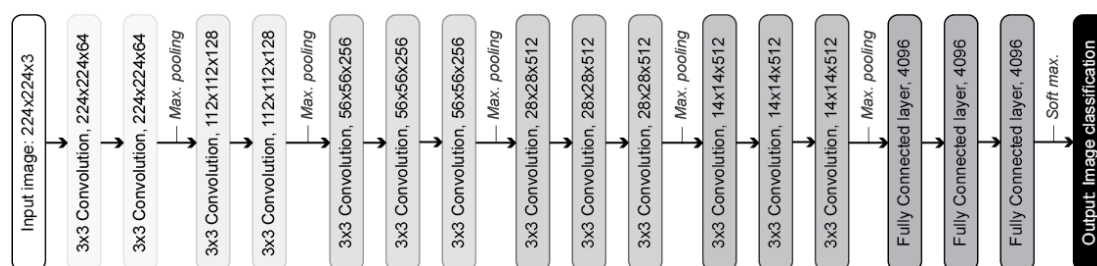 Input image: 224x224x3
3x3 Convolution, 224x224x64
3x3 Convolution, 224x224x64
Max. pooling
3x3 Convolution, 112x112x128
3x3 Convolution, 112x112x128
Max. pooling
3x3 Convolution, 56x56x256
3x3 Convolution, 56x56x256
3x3 Convolution, 56x56x256
Max. pooling
3x3 Convolution, 28x28x512
3x3 Convolution, 28x28x512
3x3 Convolution, 28x28x512
Max. pooling
3x3 Convolution, 14x14x512
3x3 Convolution, 14x14x512
3x3 Convolution, 14x14x512
Max. pooling
Fully Connected layer, 4096
Fully Connected layer, 4096
Fully Connected layer, 4096
Soft max.
Output: Image classification